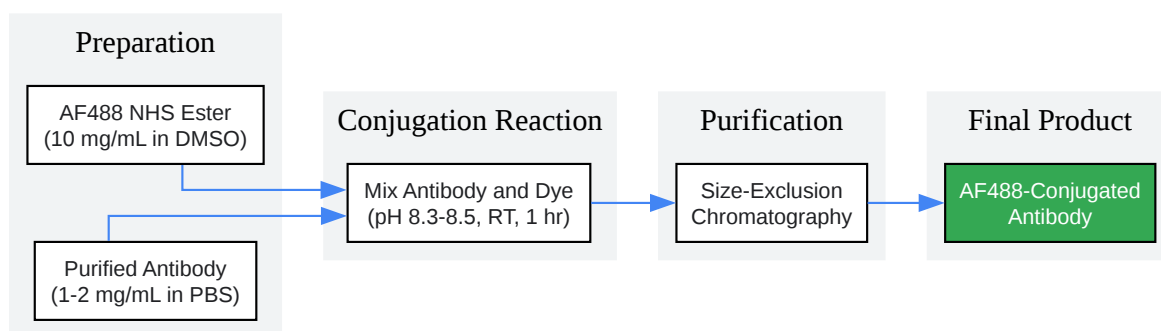 Preparation
AF488 NHS Ester
(10 mg/mL in DMSO)
Purified Antibody
(1-2 mg/mL in PBS)
Conjugation Reaction
Mix Antibody and Dye
(pH 8.3-8.5, RT, 1 hr)
Purification
Size-Exclusion
Chromatography
Final Product
AF488-Conjugated
Antibody